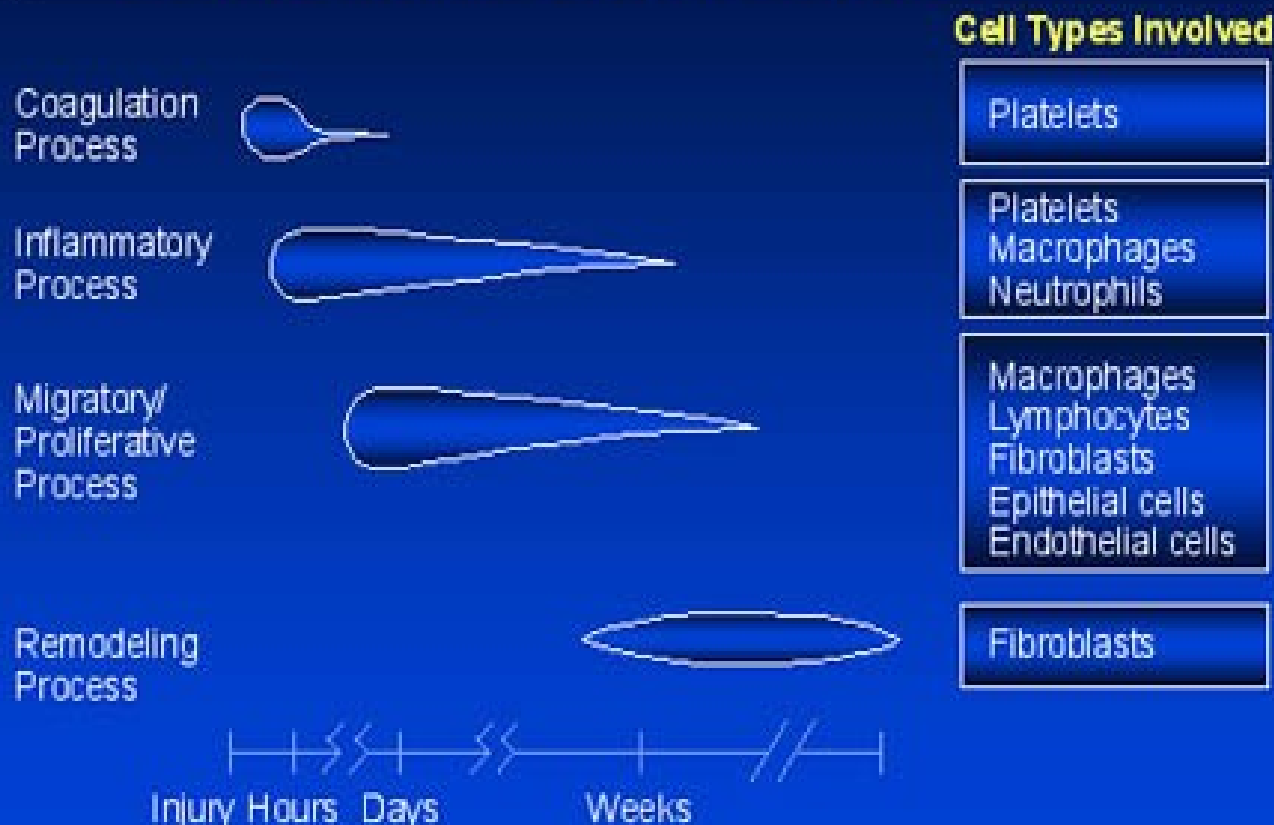 Cell Types Involved
Coagulation
Process
Platelets
Inflammatory
Process
Platelets
Macrophages
Neutrophils
Migratory/
Proliferative
Process
Macrophages
Lymphocytes
Fibroblasts
Epithelial cells
Endothelial cells
Remodeling
Process
Fibroblasts
Injury Hours Days Weeks